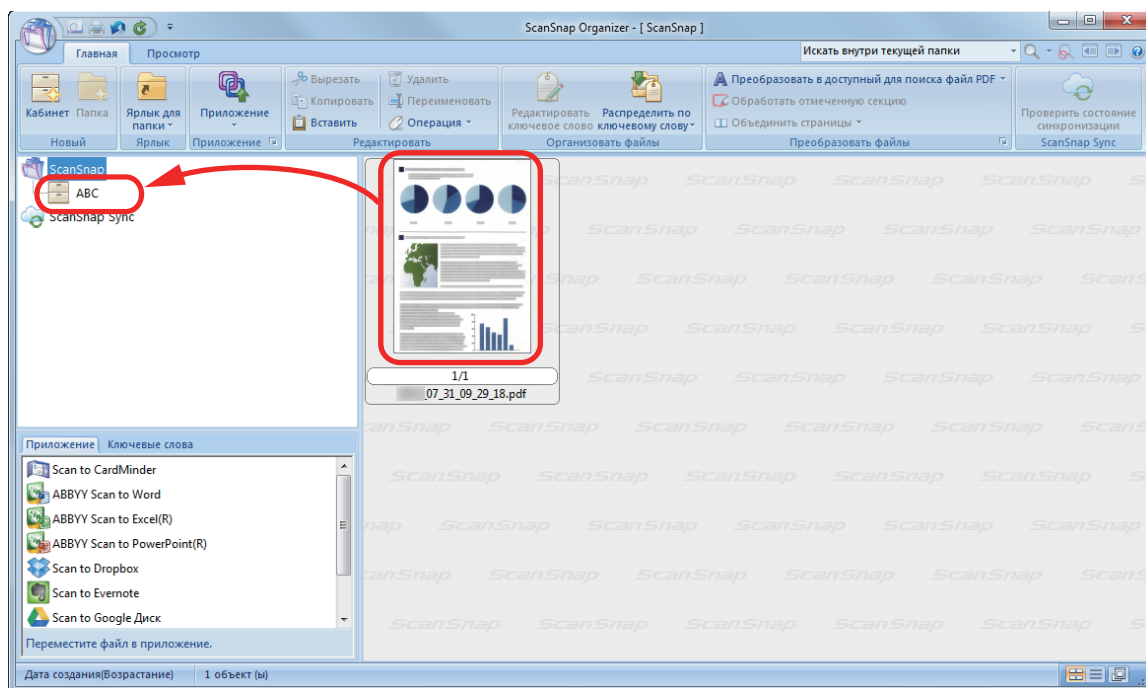 ScanSnap Organizer - [ ScanSnap ]
Главная Просмотр
Искать внутри текущей папки
Вырезать Удалить
Преобразовать в доступный для поиска файл PDF
Копировать Переименовать
Обработать отмеченную секцию
Кабинет Папка Ярлык для папки Приложение
Вставить Операция
Редактировать ключевое слово
Распределить по ключевому слову
Объединить страницы
Проверить состояние синхронизации
Новый Ярлык Приложение Редактировать Организовать файлы Преобразовать файлы ScanSnap Sync
ScanSnap
ABC
ScanSnap Sync
1/1
_07_31_09_29_18.pdf
Приложение Ключевые слова
Scan to CardMinder
ABBYY Scan to Word
ABBYY Scan to Excel(R)
ABBYY Scan to PowerPoint(R)
Scan to Dropbox
Scan to Evernote
Scan to Google Диск
Переместите файл в приложение.
Дата создания(Возрастание) 1 объект (ы)